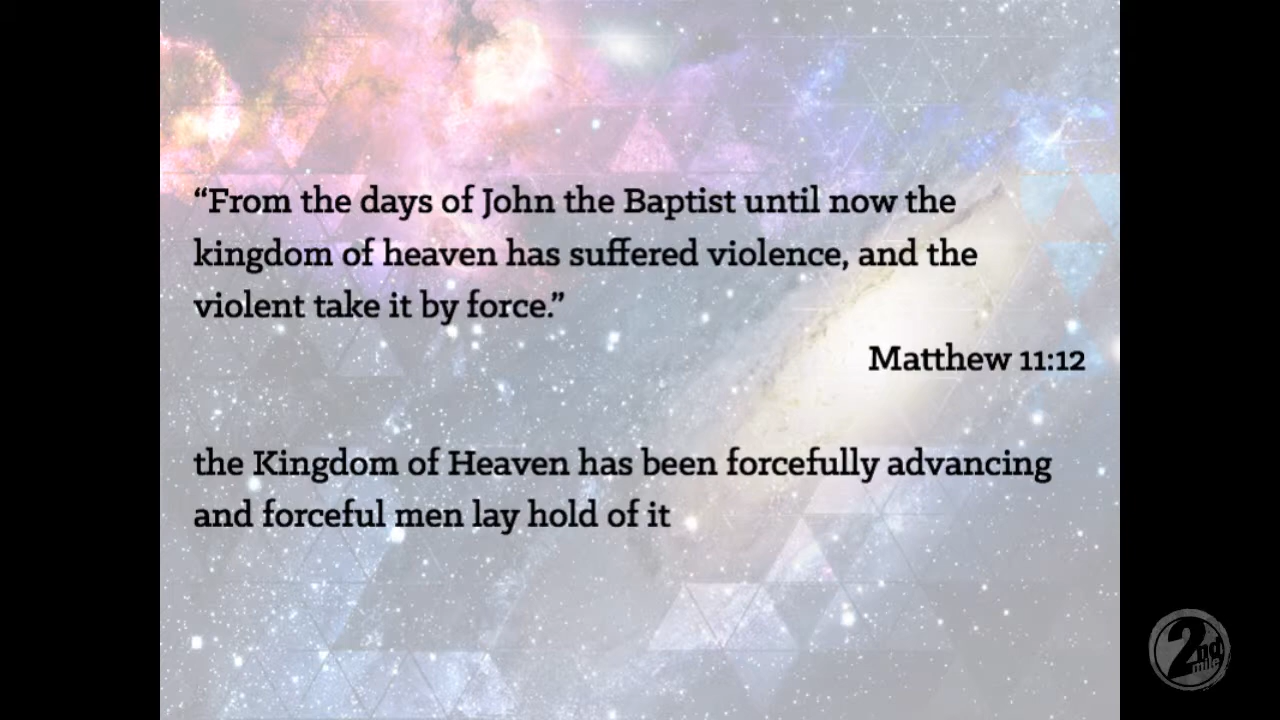 “From the days of John the Baptist until now the
kingdom of heaven has suffered violence, and the
violent take it by force.”
Matthew 11:12
the Kingdom of Heaven has been forcefully advancing
and forceful men lay hold of it
2nd
mile